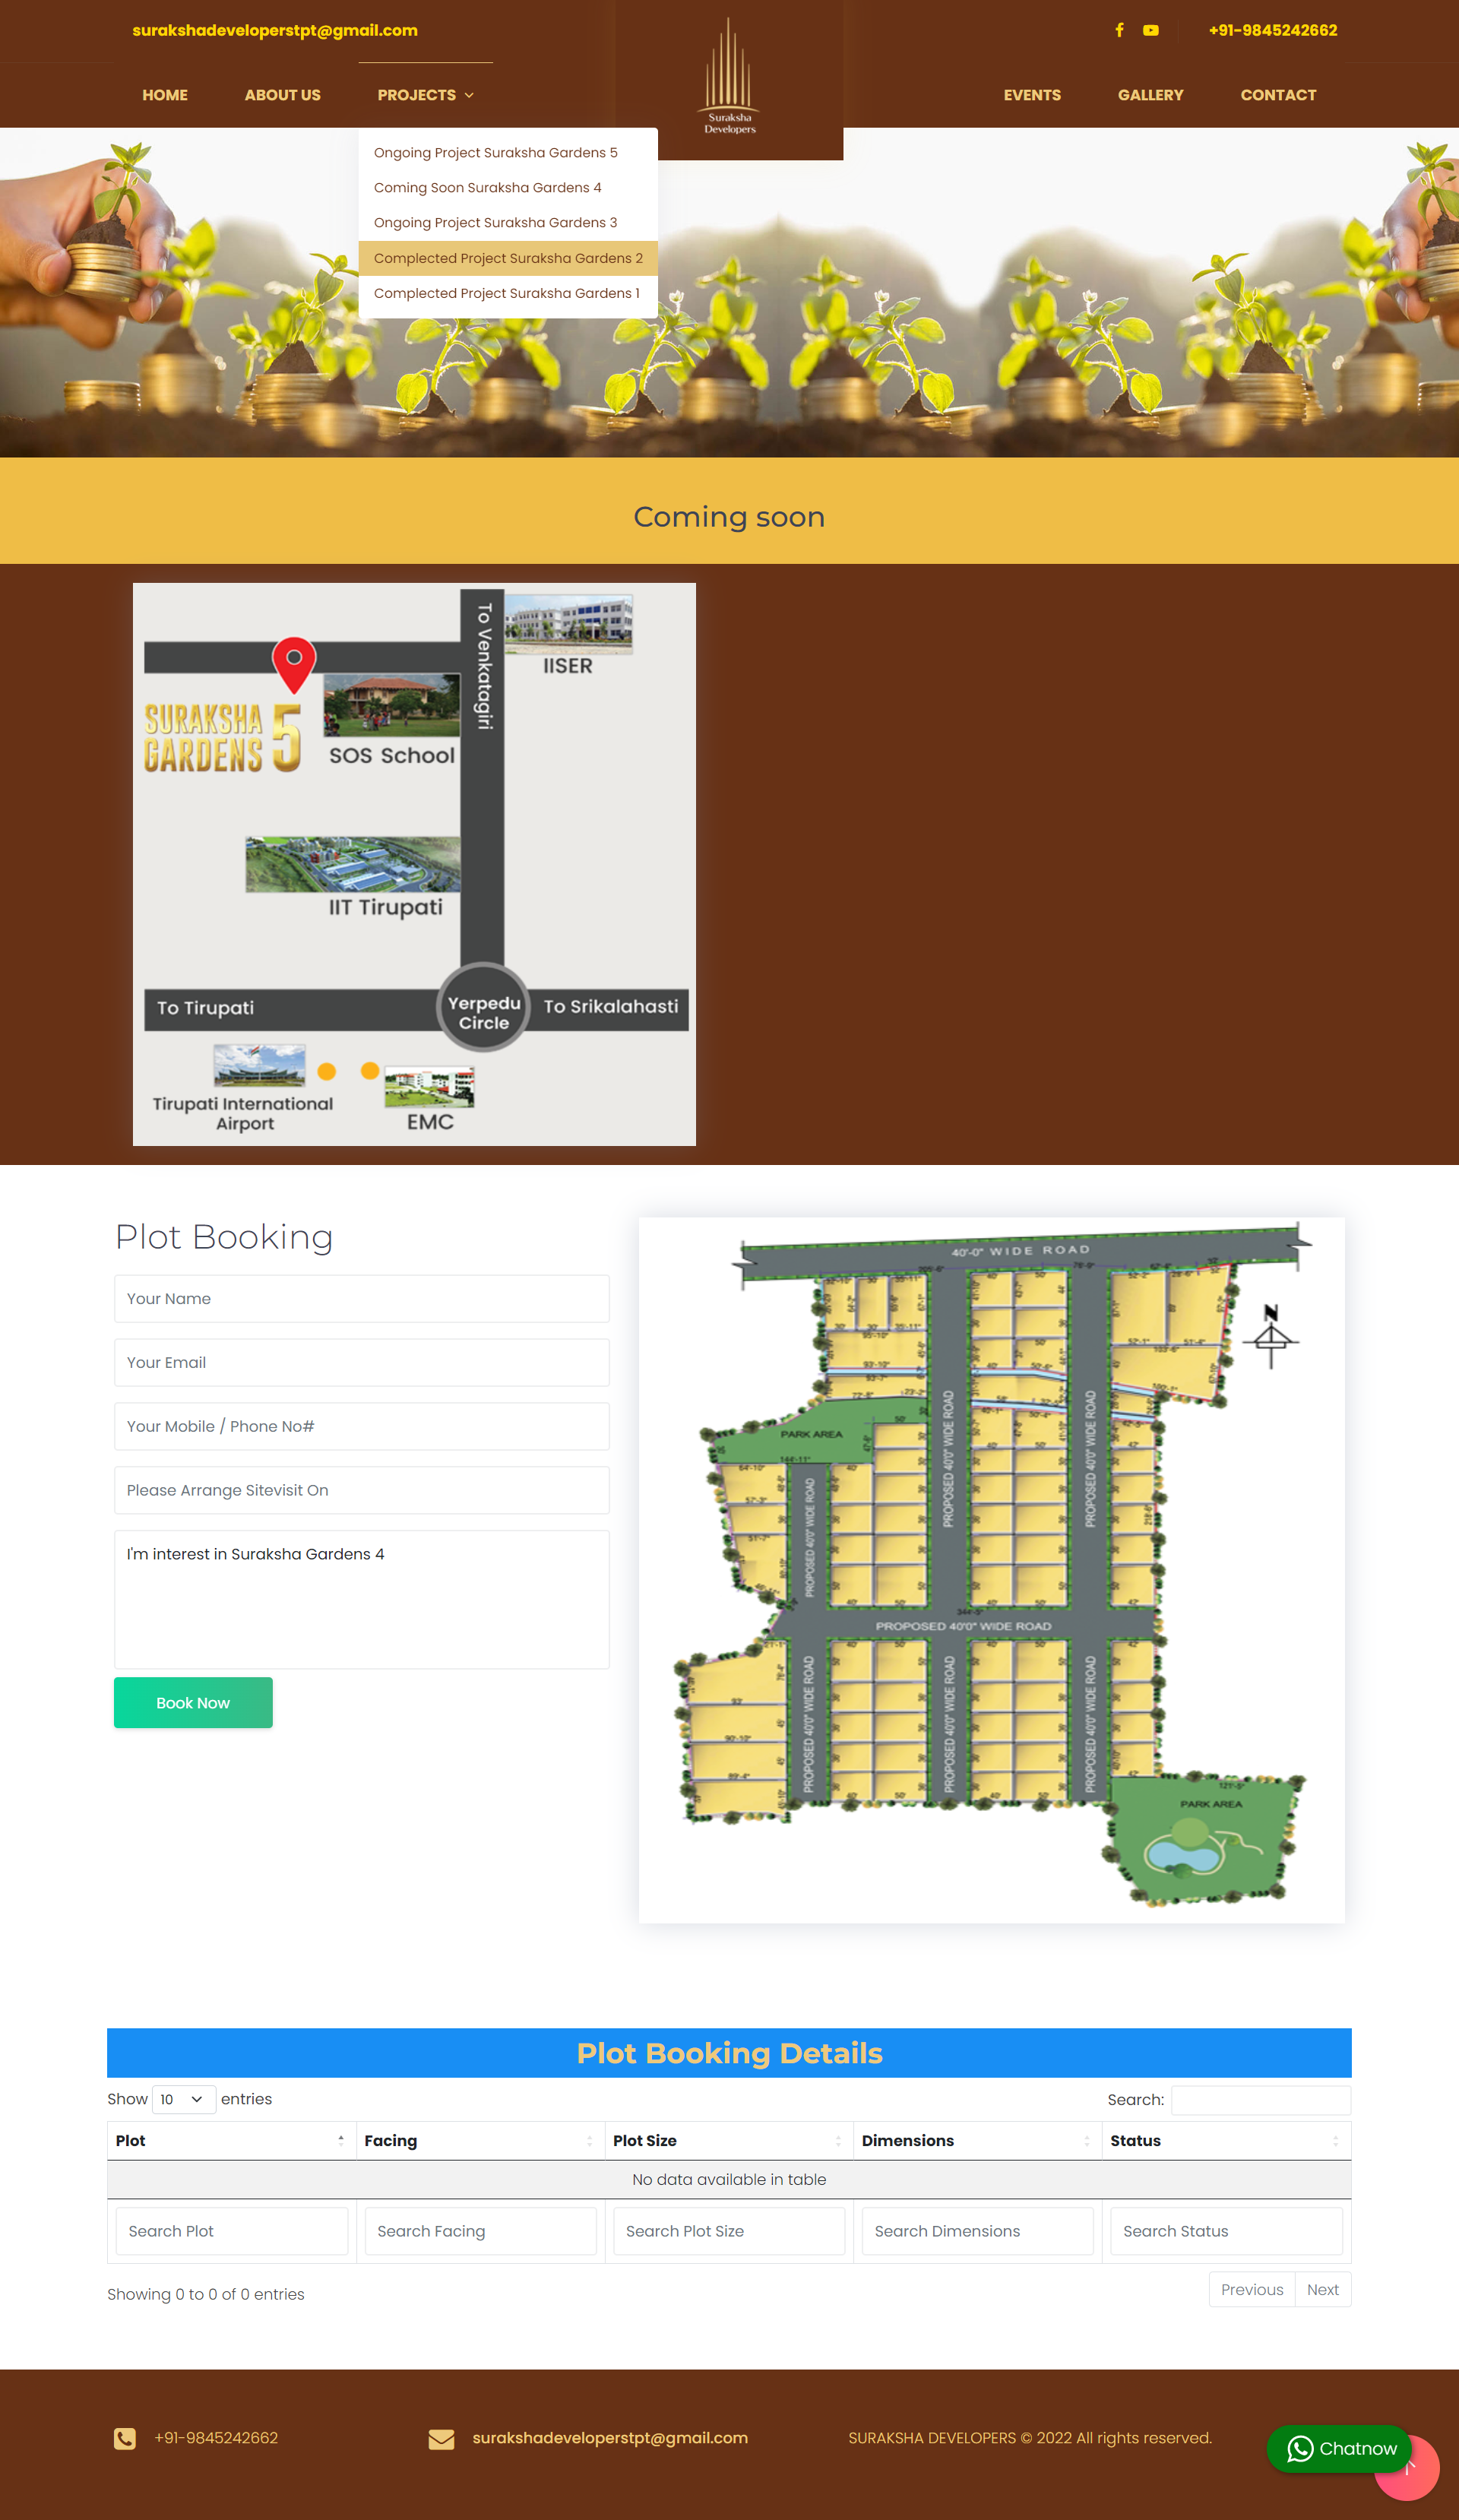 surakshadeveloperstpt@gmail.com
+91-9845242662
HOME
ABOUT US
PROJECTS
Suraksha
Developers
EVENTS
GALLERY
CONTACT
Ongoing Project Suraksha Gardens 5
Coming Soon Suraksha Gardens 4
Ongoing Project Suraksha Gardens 3
Complected Project Suraksha Gardens 2
Complected Project Suraksha Gardens 1
Coming soon
To Venkatagiri
IISER
SURAKSHA
GARDENS 5
SOS School
IIT Tirupati
To Tirupati
Yerpedu
Circle
To Srikalahasti
Tirupati International
Airport
EMC
Plot Booking
Your Name
Your Email
Your Mobile / Phone No#
Please Arrange Sitevisit On
I'm interest in Suraksha Gardens 4
Book Now
40'-0" WIDE ROAD
N
PARK AREA
PROPOSED 40'0" WIDE ROAD
PROPOSED 40'0" WIDE ROAD
PROPOSED 40'0" WIDE ROAD
PROPOSED 40'0" WIDE ROAD
PROPOSED 40'0" WIDE ROAD
PROPOSED 40'0" WIDE ROAD
PROPOSED 40'0" WIDE ROAD
121'-5"
PARK AREA
Plot Booking Details
Show 10 entries
Search:
Plot Facing Plot Size Dimensions Status
No data available in table
Search Plot Search Facing Search Plot Size Search Dimensions Search Status
Showing 0 to 0 of 0 entries
Previous Next
+91-9845242662
surakshadeveloperstpt@gmail.com
SURAKSHA DEVELOPERS © 2022 All rights reserved.
Chatnow